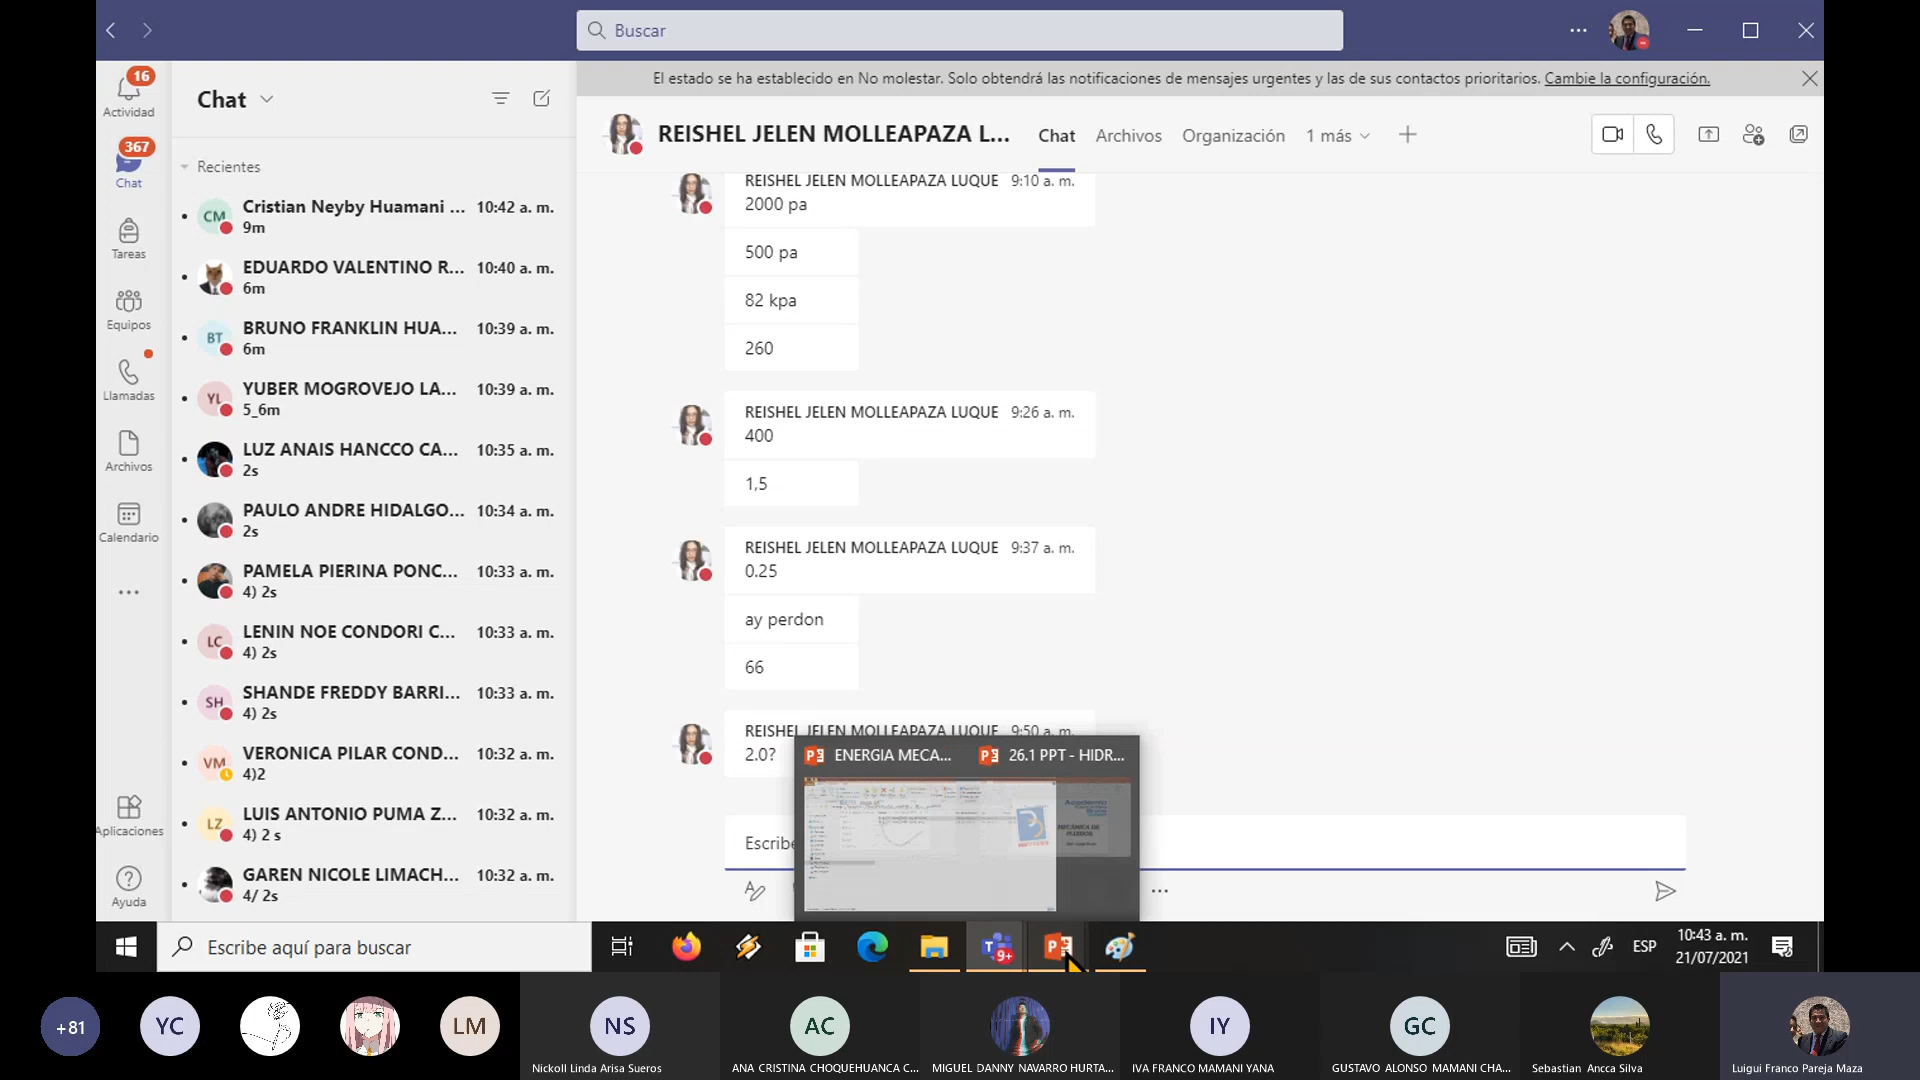 Buscar
El estado se ha establecido en No molestar. Solo obtendrá las notificaciones de mensajes urgentes y las de sus contactos prioritarios. Cambie la configuración.
16
Actividad
367
Chat
Tareas
Equipos
Llamadas
Archivos
Calendario
Aplicaciones
Ayuda
Chat
Recientes
CM
Cristian Neyby Huamani ... 10:42 a. m.
9m
EDUARDO VALENTINO R... 10:40 a. m.
6m
BT
BRUNO FRANKLIN HUA... 10:39 a. m.
6m
YL
YUBER MOGROVEJO LA... 10:39 a. m.
5_6m
LUZ ANAIS HANCCO CA... 10:35 a. m.
2s
PAULO ANDRE HIDALGO... 10:34 a. m.
2s
PAMELA PIERINA PONC... 10:33 a. m.
4) 2s
LC
LENIN NOE CONDORI C... 10:33 a. m.
4) 2s
SH
SHANDE FREDDY BARRI... 10:33 a. m.
4) 2s
VM
VERONICA PILAR COND... 10:32 a. m.
4)2
LZ
LUIS ANTONIO PUMA Z... 10:32 a. m.
4) 2 s
GAREN NICOLE LIMACH... 10:32 a. m.
4/ 2s
REISHEL JELEN MOLLEAPAZA L... Chat Archivos Organización 1 más
REISHEL JELEN MOLLEAPAZA LUQUE 9:10 a. m.
2000 pa
500 pa
82 kpa
260
REISHEL JELEN MOLLEAPAZA LUQUE 9:26 a. m.
400
1,5
REISHEL JELEN MOLLEAPAZA LUQUE 9:37 a. m.
0.25
ay perdon
66
REISHEL JELEN MOLLEAPAZA LUQUE 9:50 a. m.
2.0?
ENERGIA MECA... 26.1 PPT - HIDR...
MECÁNICA DE
FLUIDOS
Escribe
Escribe aquí para buscar
9+
ESP
10:43 a. m.
21/07/2021
+81
YC
LM
NS
Nickoll Linda Arisa Sueros
AC
ANA CRISTINA CHOQUEHUANCA C...
MIGUEL DANNY NAVARRO HURTA...
IY
IVA FRANCO MAMANI YANA
GC
GUSTAVO ALONSO MAMANI CHA...
Sebastian Ancca Silva
Luigui Franco Pareja Maza